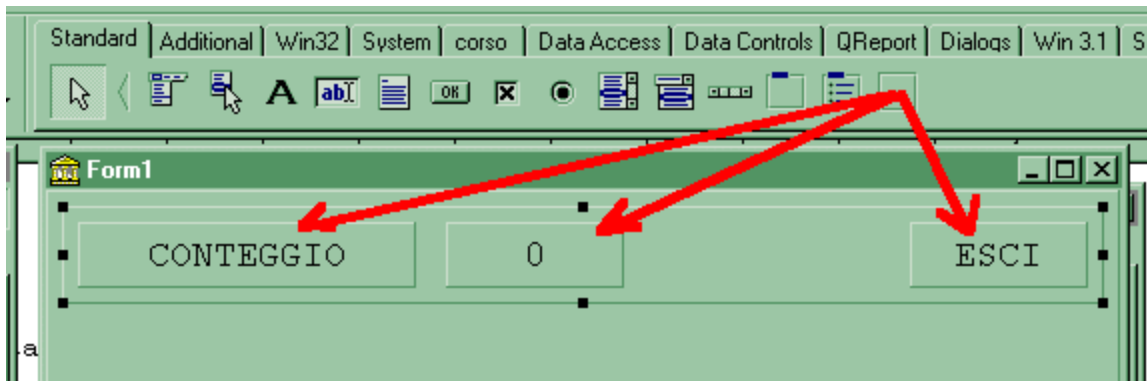 Standard Additional Win32 System corso Data Access Data Controls QReport Dialogs Win 3.1 S
A ab OK
Form1
CONTEGGIO 0 ESCI
.a